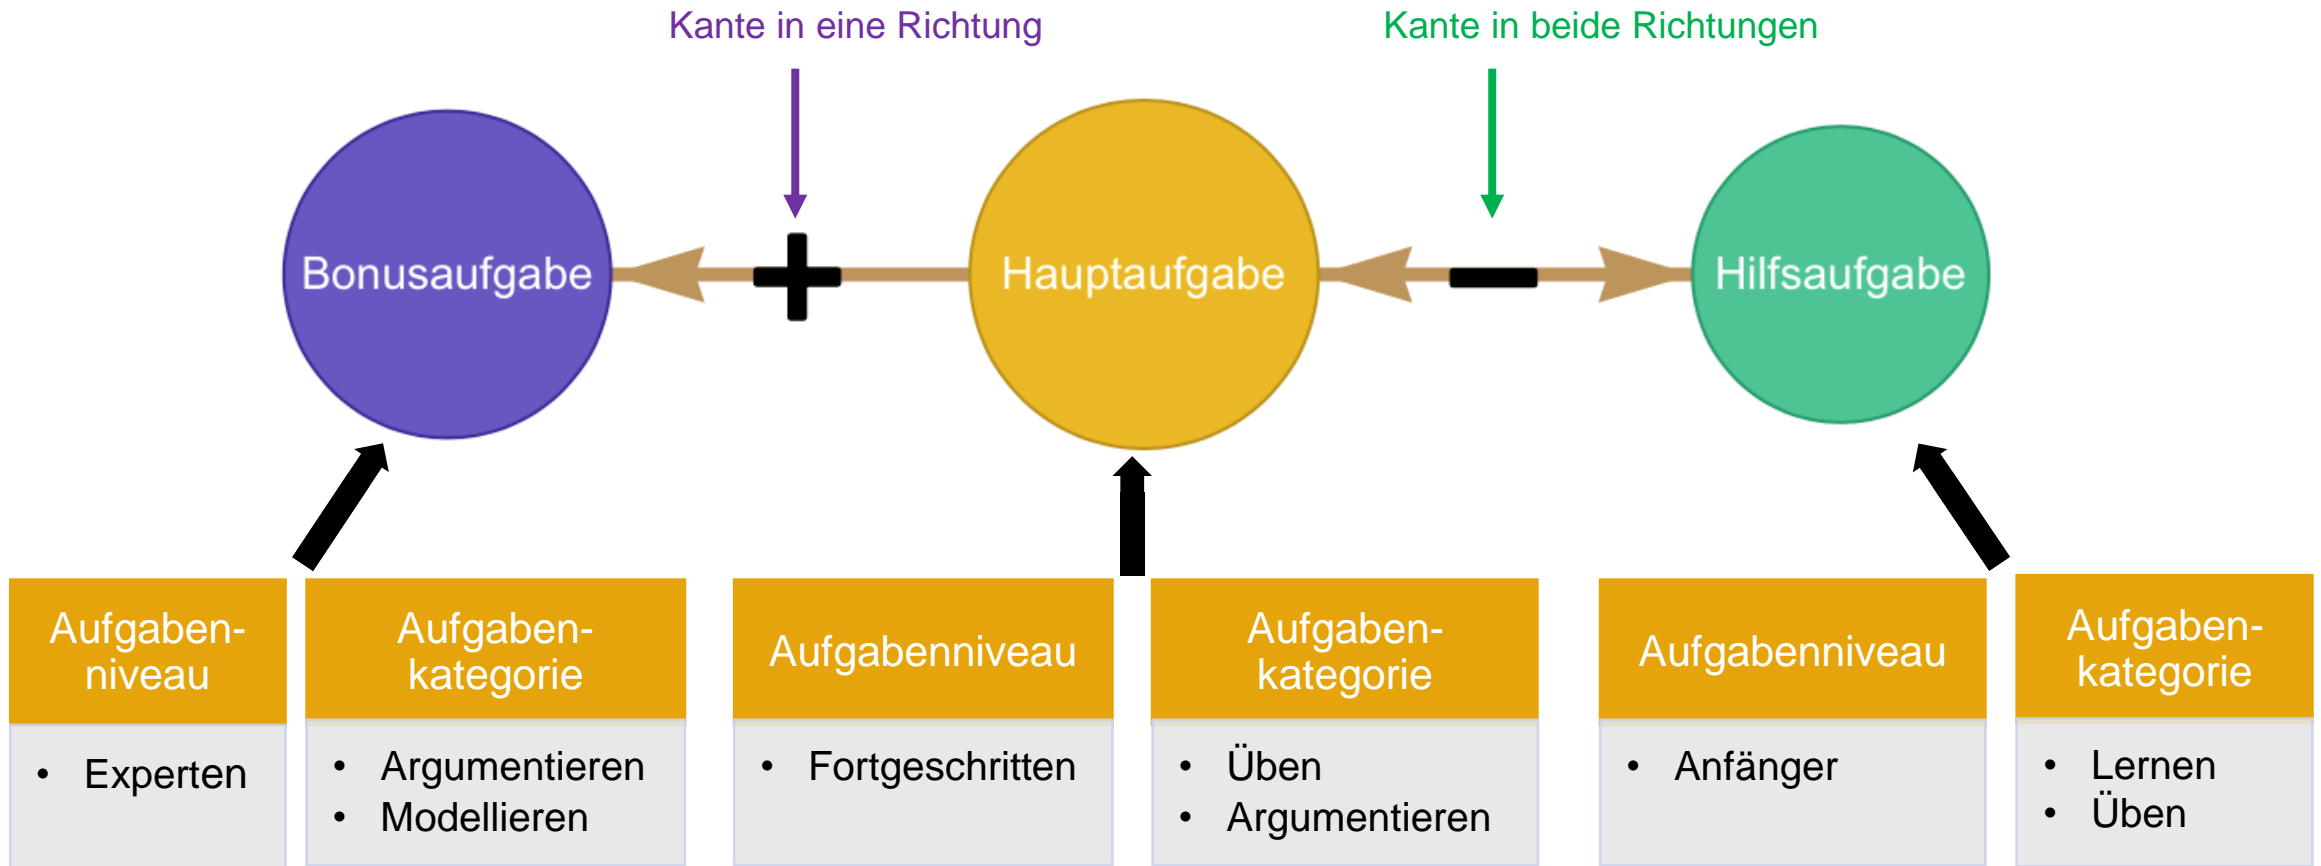 Kante in eine Richtung
Kante in beide Richtungen
Bonusaufgabe
Hauptaufgabe
Hilfsaufgabe
Aufgaben-
niveau
• Experten
Aufgaben-
kategorie
• Argumentieren
• Modellieren
Aufgabenniveau
• Fortgeschritten
Aufgaben-
kategorie
• Üben
• Argumentieren
Aufgabenniveau
• Anfänger
Aufgaben-
kategorie
• Lernen
• Üben